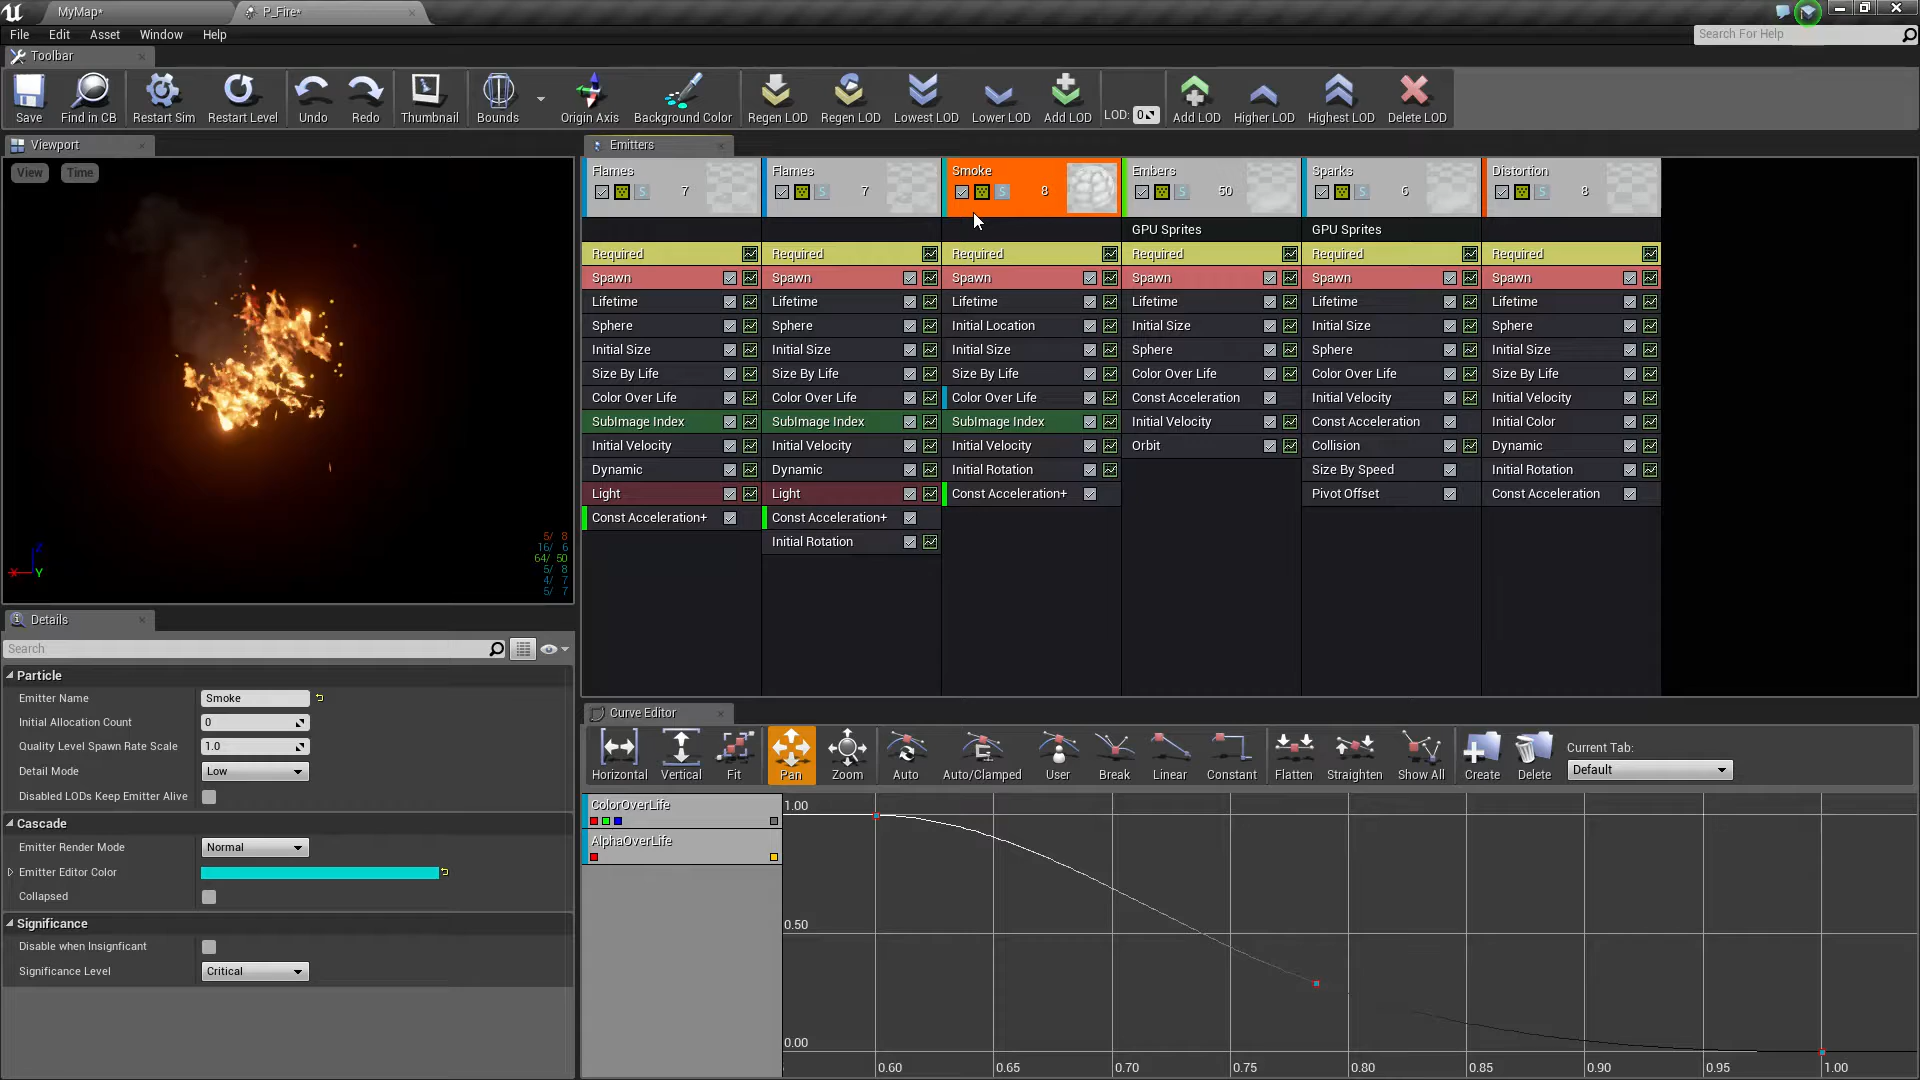 MyMap*
P_Fire*
File Edit Asset Window Help
Search For Help
Toolbar
Save Find in CB Restart Sim Restart Level Undo Redo Thumbnail Bounds Origin Axis Background Color Regen LOD Regen LOD Lowest LOD Lower LOD Add LOD LOD: 0 Add LOD Higher LOD Highest LOD Delete LOD
Viewport
View Time
5/ 8
16/ 6
64/ 50
5/ 8
4/ 7
5/ 7
X Z Y
Emitters
Flames Flames Smoke Embers Sparks Distortion
S 7 S 7 S 8 S 50 S 6 S 8
GPU Sprites GPU Sprites
Required Required Required Required Required Required
Spawn Spawn Spawn Spawn Spawn Spawn
Lifetime Lifetime Lifetime Lifetime Lifetime Lifetime
Sphere Sphere Initial Location Initial Size Initial Size Sphere
Initial Size Initial Size Initial Size Sphere Sphere Initial Size
Size By Life Size By Life Size By Life Color Over Life Color Over Life Size By Life
Color Over Life Color Over Life Color Over Life Const Acceleration Initial Velocity Initial Velocity
SubImage Index SubImage Index SubImage Index Initial Velocity Const Acceleration Initial Color
Initial Velocity Initial Velocity Initial Velocity Orbit Collision Dynamic
Dynamic Dynamic Initial Rotation Size By Speed Initial Rotation
Light Light Const Acceleration+ Pivot Offset Const Acceleration
Const Acceleration+ Const Acceleration+
Initial Rotation
Details
Search
Particle
Emitter Name Smoke
Initial Allocation Count 0
Quality Level Spawn Rate Scale 1.0
Detail Mode Low
Disabled LODs Keep Emitter Alive
Cascade
Emitter Render Mode Normal
Emitter Editor Color
Collapsed
Significance
Disable when Insignficant
Significance Level Critical
Curve Editor
Horizontal Vertical Fit Pan Zoom Auto Auto/Clamped User Break Linear Constant Flatten Straighten Show All Create Delete
Current Tab:
Default
ColorOverLife
AlphaOverLife
1.00
0.50
0.00
0.60 0.65 0.70 0.75 0.80 0.85 0.90 0.95 1.00